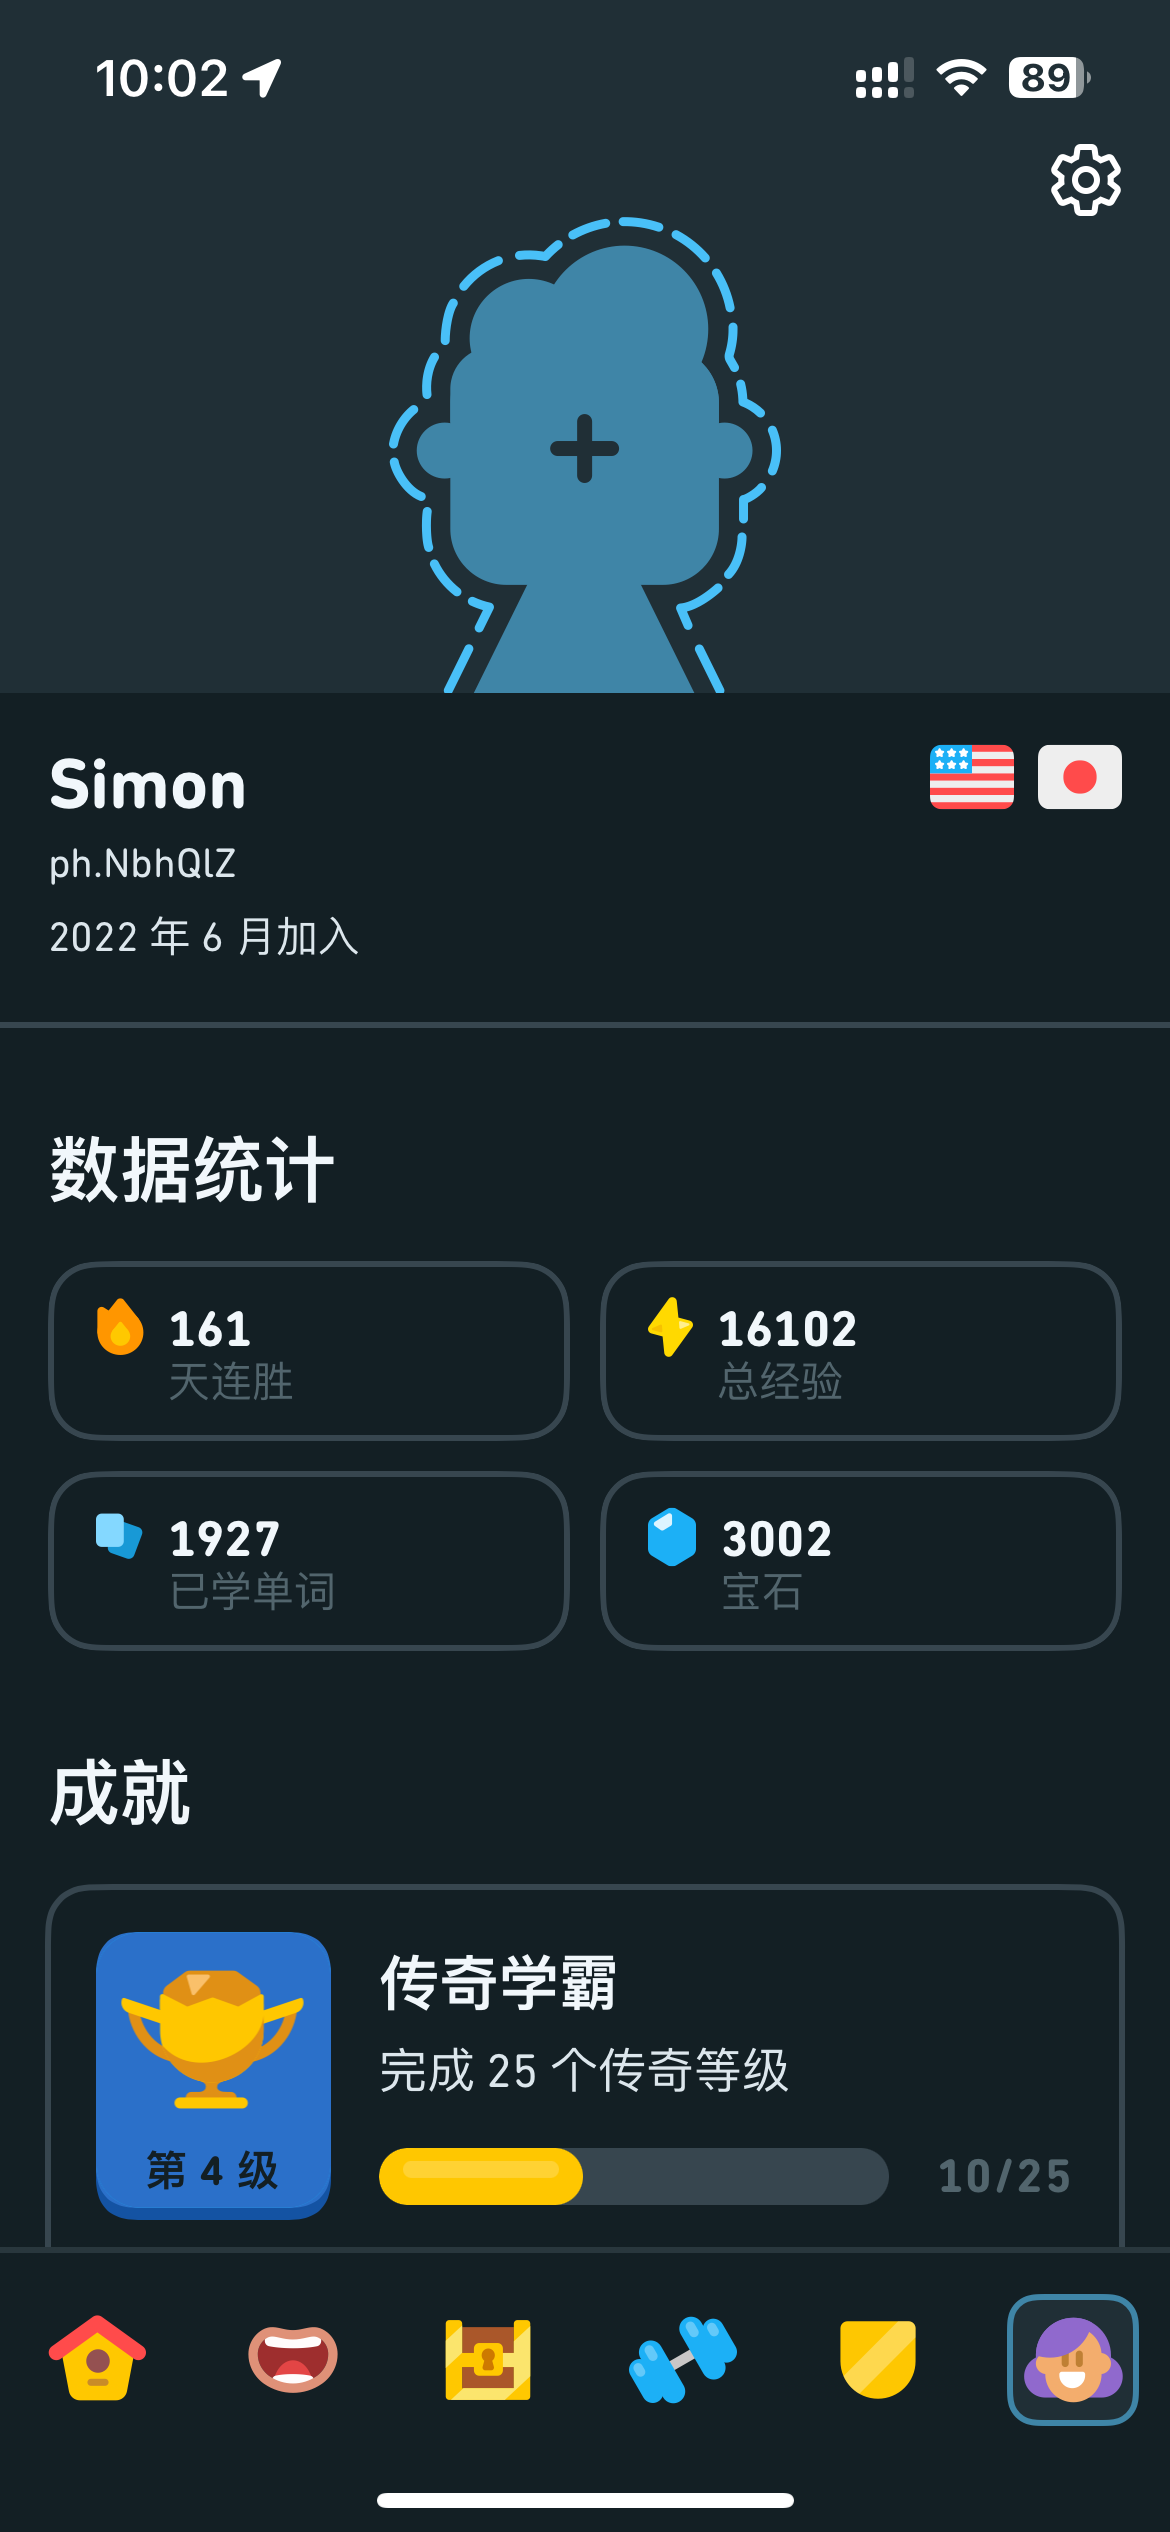 10:02
89
Simon
ph.NbhQlZ
2022 年 6 月加入
数据统计
161
天连胜
16102
总经验
1927
已学单词
3002
宝石
成就
传奇学霸
完成 25 个传奇等级
第 4 级
10/25